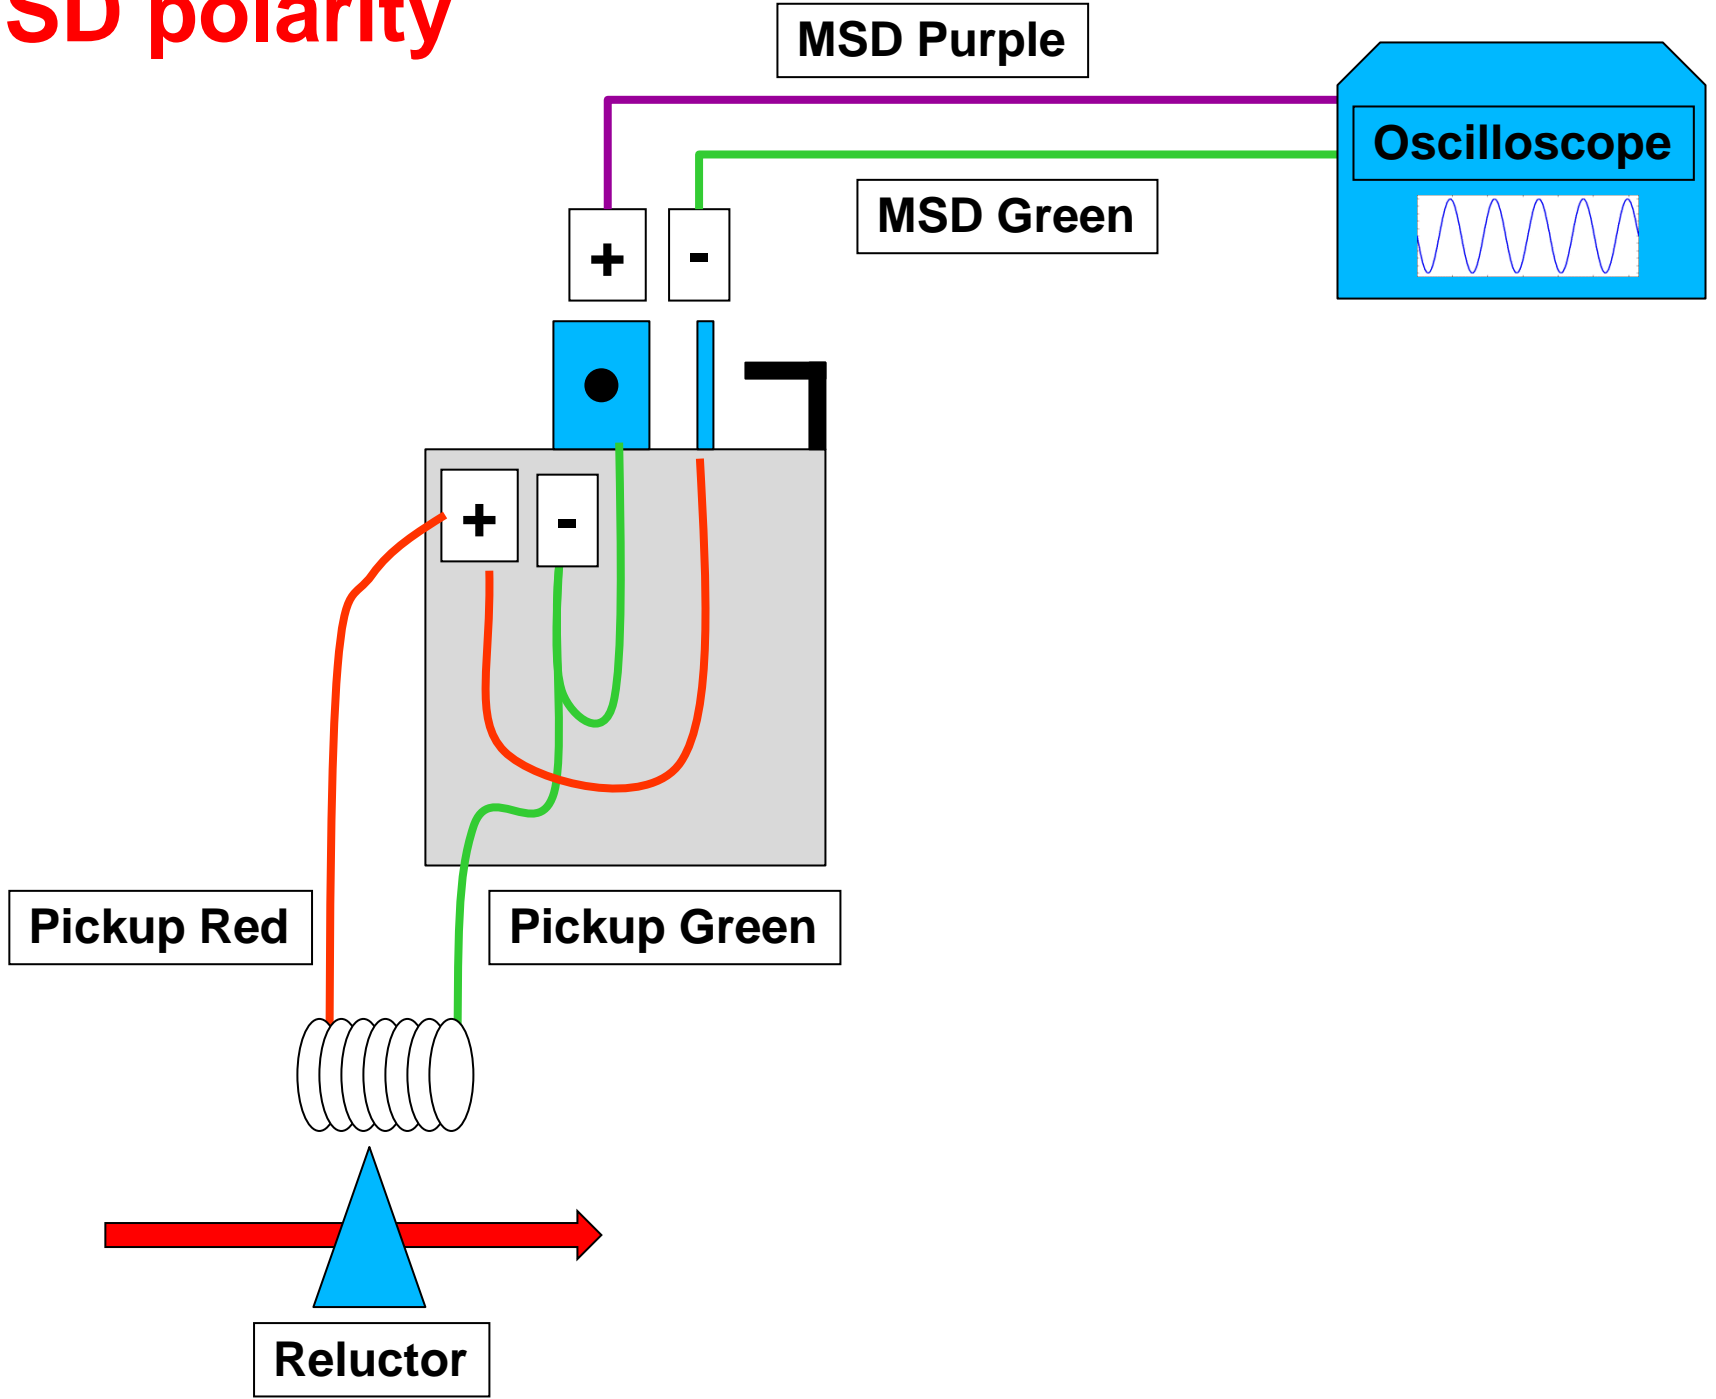 SD polarity
MSD Purple
Oscilloscope
MSD Green
+ -
+ -
Pickup Red
Pickup Green
Reluctor